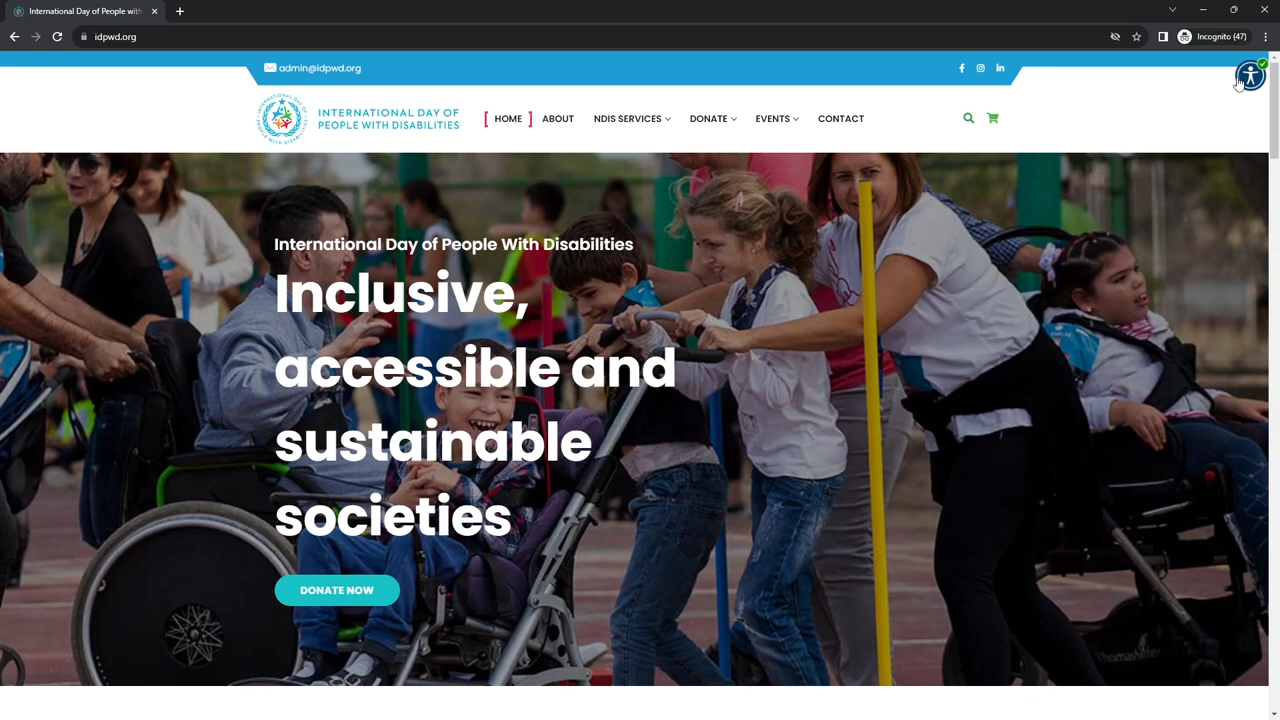 International Day of People with
idpwd.org
Incognito (47)
admin@idpwd.org
INTERNATIONAL DAY OF
PEOPLE WITH DISABILITIES
HOME ABOUT NDIS SERVICES DONATE EVENTS CONTACT
International Day of People With Disabilities
Inclusive,
accessible and
sustainable
societies
DONATE NOW